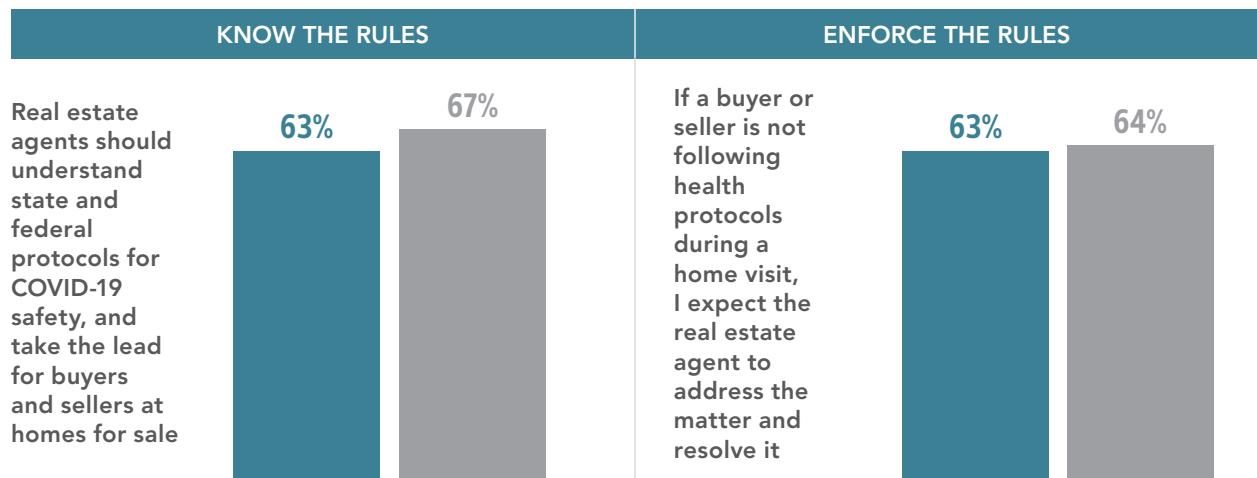 KNOW THE RULES
Real estate
agents should
understand
state and
federal
protocols for
COVID-19
safety, and
take the lead
for buyers
and sellers at
homes for sale
63%
67%
ENFORCE THE RULES
If a buyer or
seller is not
following
health
protocols
during a
home visit,
I expect the
real estate
agent to
address the
matter and
resolve it
63%
64%